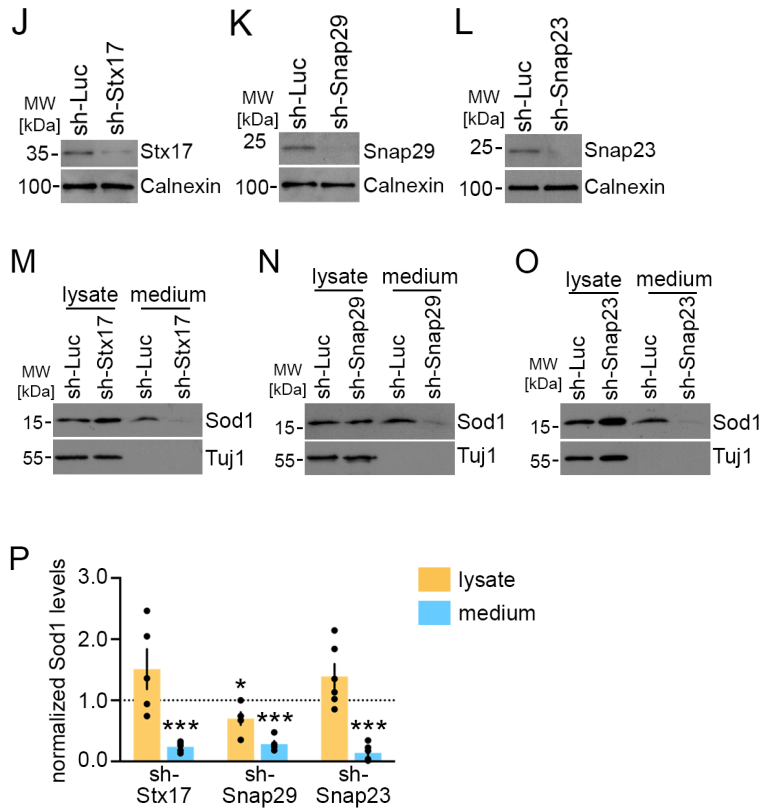 J
MW
[kDa]
sh-Luc
sh-Stx17
35-
Stx17
100-
Calnexin
K
MW
[kDa]
sh-Luc
sh-Snap29
25
Snap29
100-
Calnexin
L
MW
[kDa]
sh-Luc
sh-Snap23
25-
Snap23
100-
Calnexin
M
lysate medium
MW
[kDa]
sh-Luc
sh-Stx17
sh-Luc
sh-Stx17
15-
Sod1
55-
Tuj1
N
lysate medium
MW
[kDa]
sh-Luc
sh-Snap29
sh-Luc
sh-Snap29
15-
Sod1
55-
Tuj1
O
lysate medium
MW
[kDa]
sh-Luc
sh-Snap23
sh-Luc
sh-Snap23
15-
Sod1
55-
Tuj1
P
normalized Sod1 levels
3.0
2.0
1.0
0.0
***
*
***
***
sh-
Stx17
sh-
Snap29
sh-
Snap23
lysate
medium